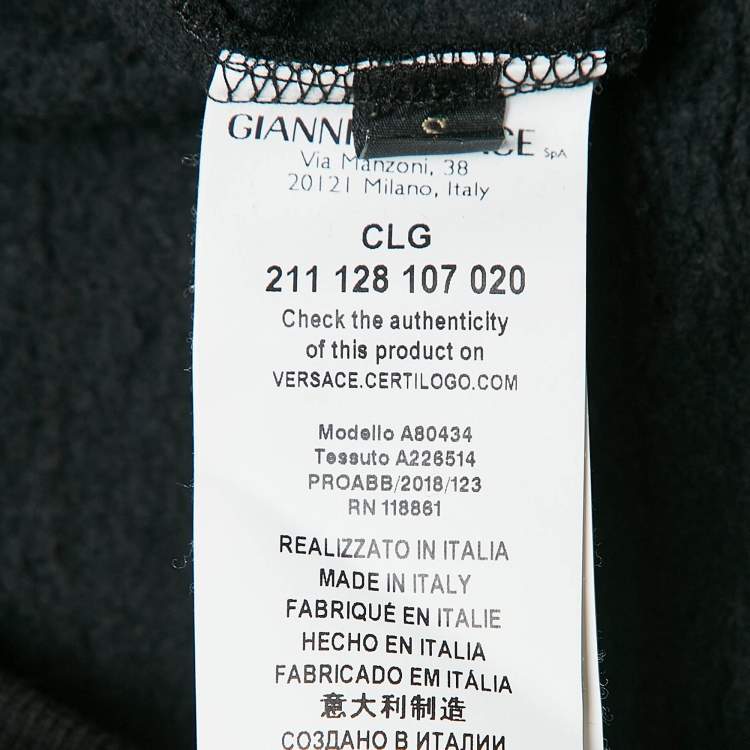 GIANNI CE SpA
Via Manzoni, 38
20121 Milano, Italy
CLG
211 128 107 020
Check the authenticity
of this product on
VERSACE.CERTILOGO.COM
Modello A80434
Tessuto A226514
PROABB/2018/123
RN 118861
REALIZZATO IN ITALIA
MADE IN ITALY
FABRIQUÉ EN ITALIE
HECHO EN ITALIA
FABRICADO EM ITÁLIA
意大利制造
СОЗДАНО В ИТАЛИИ